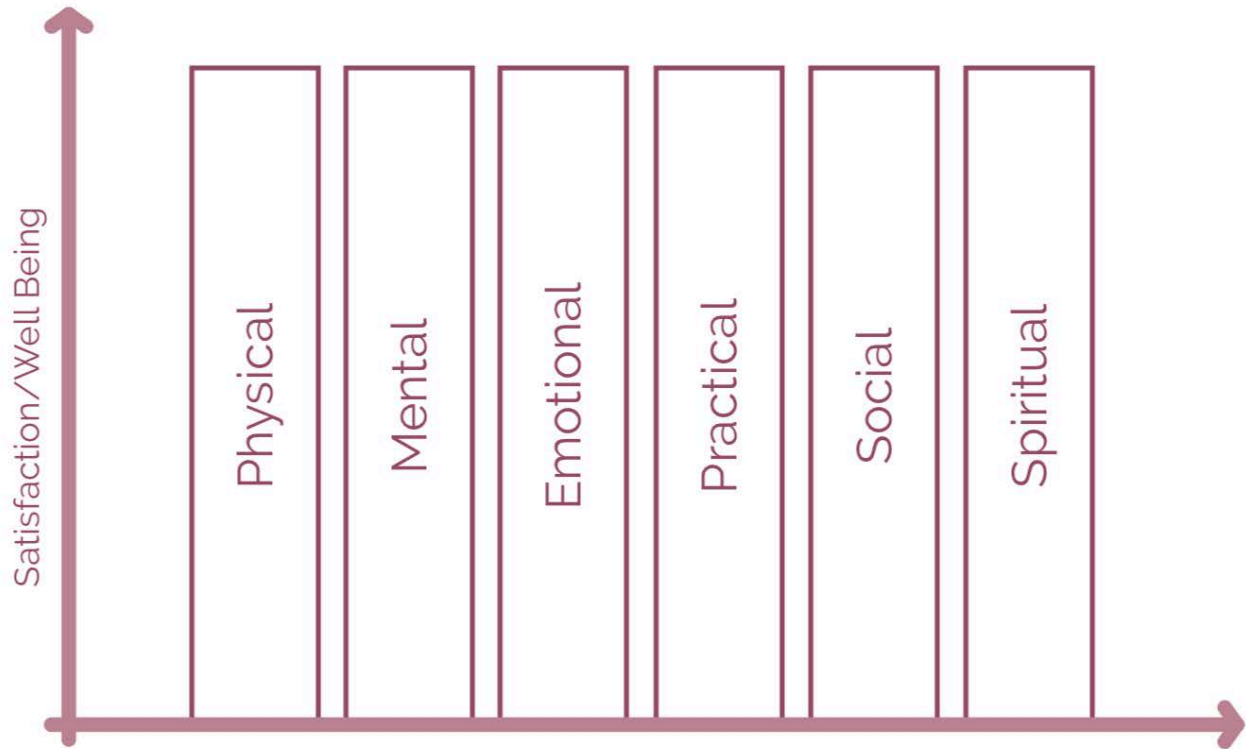 Satisfaction/Well Being
Physical
Mental
Emotional
Practical
Social
Spiritual